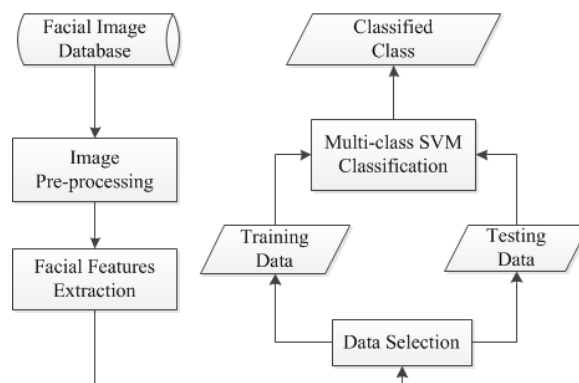 Facial Image
Database
Image
Pre-processing
Facial Features
Extraction
Classified
Class
Multi-class SVM
Classification
Training
Data
Testing
Data
Data Selection